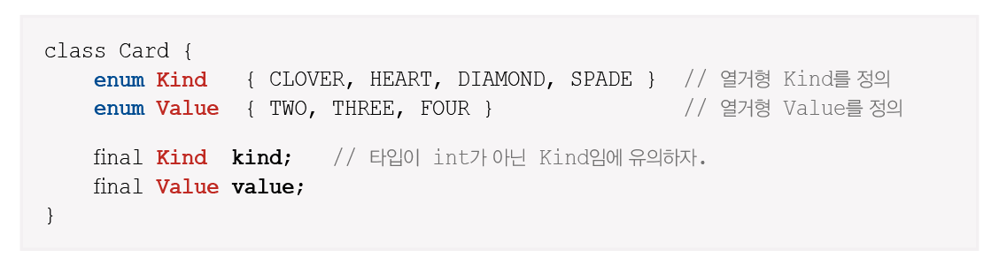 class Card {
    enum Kind   { CLOVER, HEART, DIAMOND, SPADE }  // 열거형 Kind를 정의
    enum Value  { TWO, THREE, FOUR }               // 열거형 Value를 정의
    final Kind  kind;   // 타입이 int가 아닌 Kind임에 유의하자.
    final Value value;
}